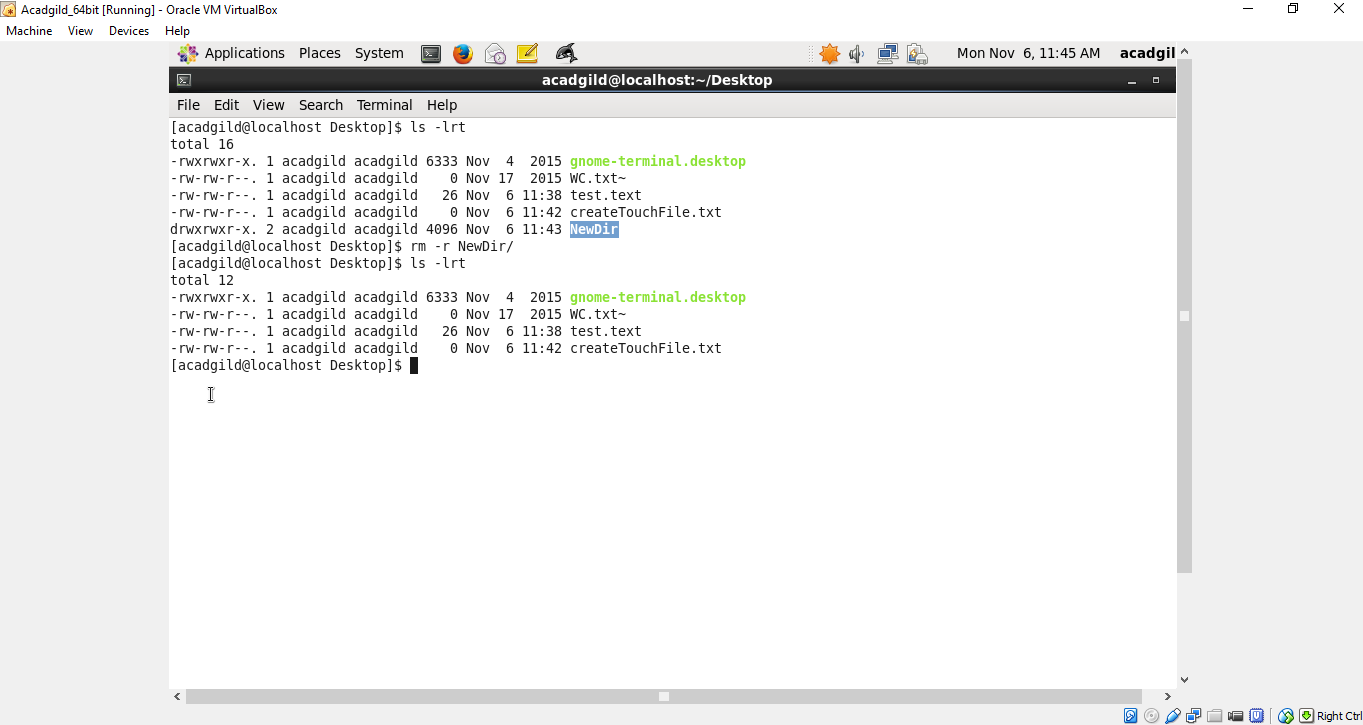 Acadgild_64bit [Running] - Oracle VM VirtualBox
Machine View Devices Help
Applications Places System Mon Nov 6, 11:45 AM acadgil
acadgild@localhost:~/Desktop
File Edit View Search Terminal Help
[acadgild@localhost Desktop]$ ls -lrt
total 16
-rwxrwxr-x. 1 acadgild acadgild 6333 Nov  4  2015 gnome-terminal.desktop
-rw-rw-r--. 1 acadgild acadgild    0 Nov 17  2015 WC.txt~
-rw-rw-r--. 1 acadgild acadgild   26 Nov  6 11:38 test.text
-rw-rw-r--. 1 acadgild acadgild    0 Nov  6 11:42 createTouchFile.txt
drwxrwxr-x. 2 acadgild acadgild 4096 Nov  6 11:43 NewDir
[acadgild@localhost Desktop]$ rm -r NewDir/
[acadgild@localhost Desktop]$ ls -lrt
total 12
-rwxrwxr-x. 1 acadgild acadgild 6333 Nov  4  2015 gnome-terminal.desktop
-rw-rw-r--. 1 acadgild acadgild    0 Nov 17  2015 WC.txt~
-rw-rw-r--. 1 acadgild acadgild   26 Nov  6 11:38 test.text
-rw-rw-r--. 1 acadgild acadgild    0 Nov  6 11:42 createTouchFile.txt
[acadgild@localhost Desktop]$
Right Ctrl